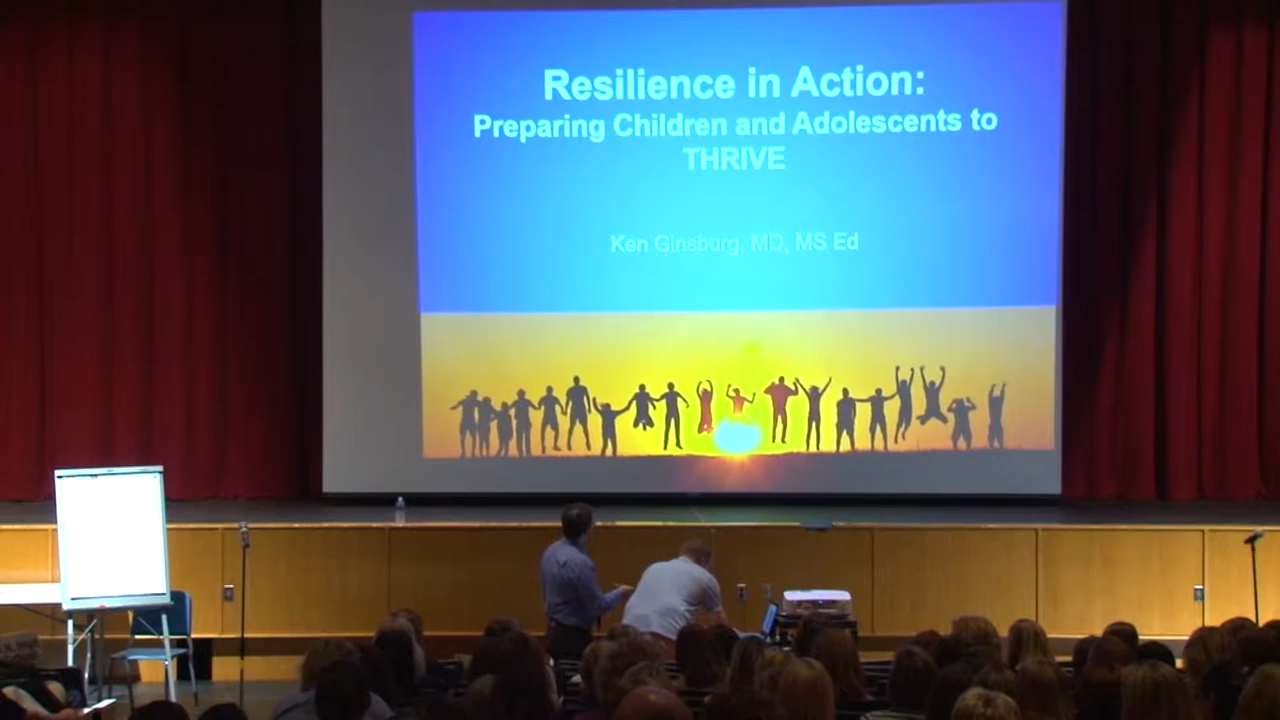 Resilience in Action:
Preparing Children and Adolescents to
THRIVE
Ken Ginsburg, MD, MS Ed